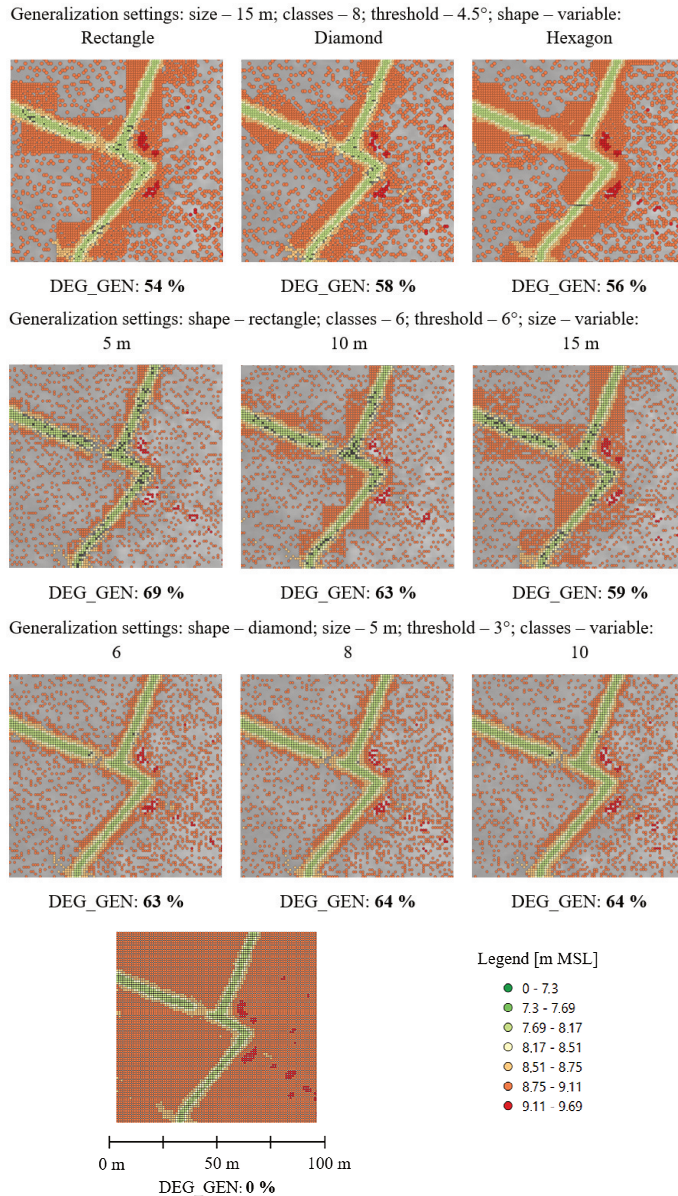 Generalization settings: size – 15 m; classes – 8; threshold – 4.5°; shape – variable:
Rectangle Diamond Hexagon
DEG_GEN: 54 % DEG_GEN: 58 % DEG_GEN: 56 %
Generalization settings: shape – rectangle; classes – 6; threshold – 6°; size – variable:
5 m 10 m 15 m
DEG_GEN: 69 % DEG_GEN: 63 % DEG_GEN: 59 %
Generalization settings: shape – diamond; size – 5 m; threshold – 3°; classes – variable:
6 8 10
DEG_GEN: 63 % DEG_GEN: 64 % DEG_GEN: 64 %
Legend [m MSL]
0 - 7.3
7.3 - 7.69
7.69 - 8.17
8.17 - 8.51
8.51 - 8.75
8.75 - 9.11
9.11 - 9.69
0 m 50 m 100 m
DEG_GEN: 0 %